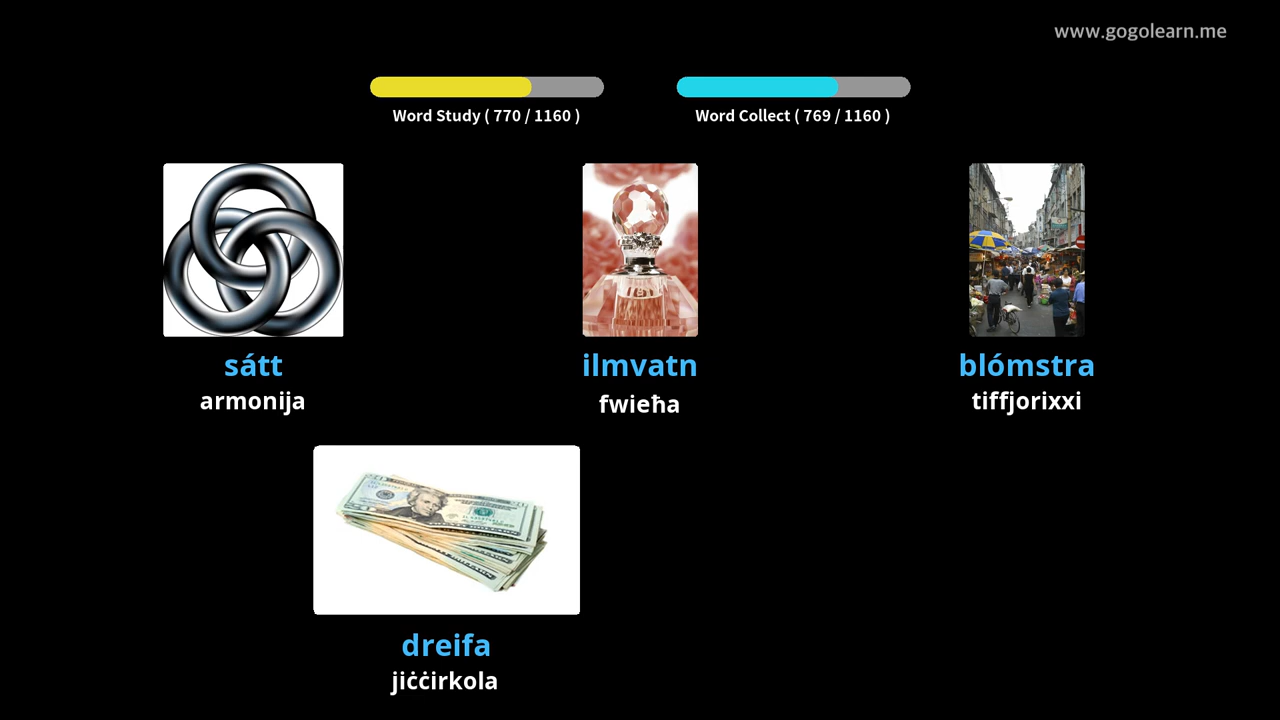 www.gogolearn.me
Word Study ( 770 / 1160 )
Word Collect ( 769 / 1160 )
sátt
armonija
ilmvatn
fwieħa
blómstra
tiffjorixxi
dreifa
jiċċirkola